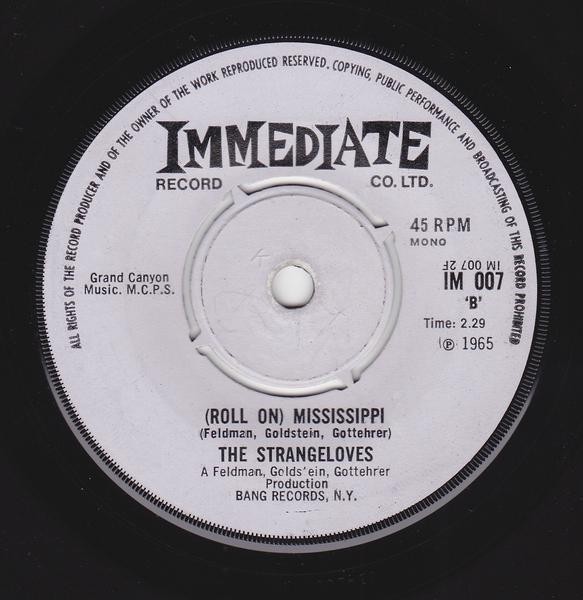 ALL RIGHTS OF THE RECORD PRODUCER AND OF THE OWNER OF THE WORK REPRODUCED RESERVED. COPYING, PUBLIC PERFORMANCE AND BROADCASTING OF THIS RECORD PROHIBITED
IMMEDIATE
RECORD CO. LTD.
45 RPM
MONO
Grand Canyon
Music. M.C.P.S.
IM 007 2F
IM 007
'B'
Time: 2.29
℗ 1965
(ROLL ON) MISSISSIPPI
(Feldman, Goldstein, Gottehrer)
THE STRANGELOVES
A Feldman, Golds'ein, Gottehrer
Production
BANG RECORDS, N.Y.